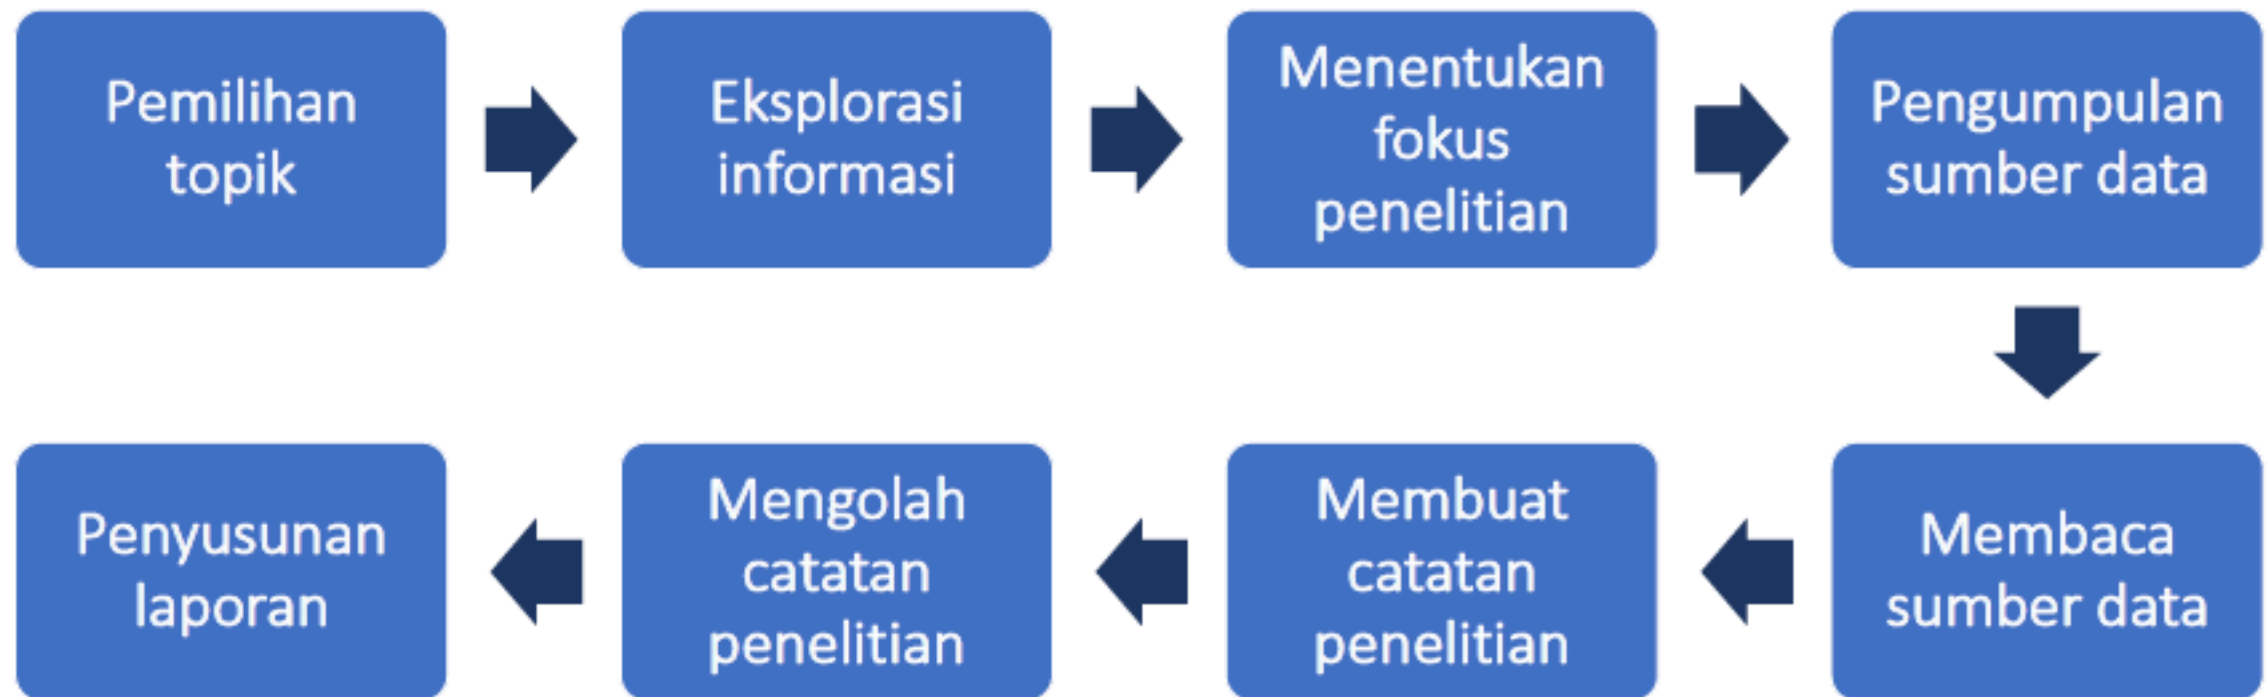 Pemilihan
topik
Eksplorasi
informasi
Menentukan
fokus
penelitian
Pengumpulan
sumber data
Membaca
sumber data
Membuat
catatan
penelitian
Mengolah
catatan
penelitian
Penyusunan
laporan